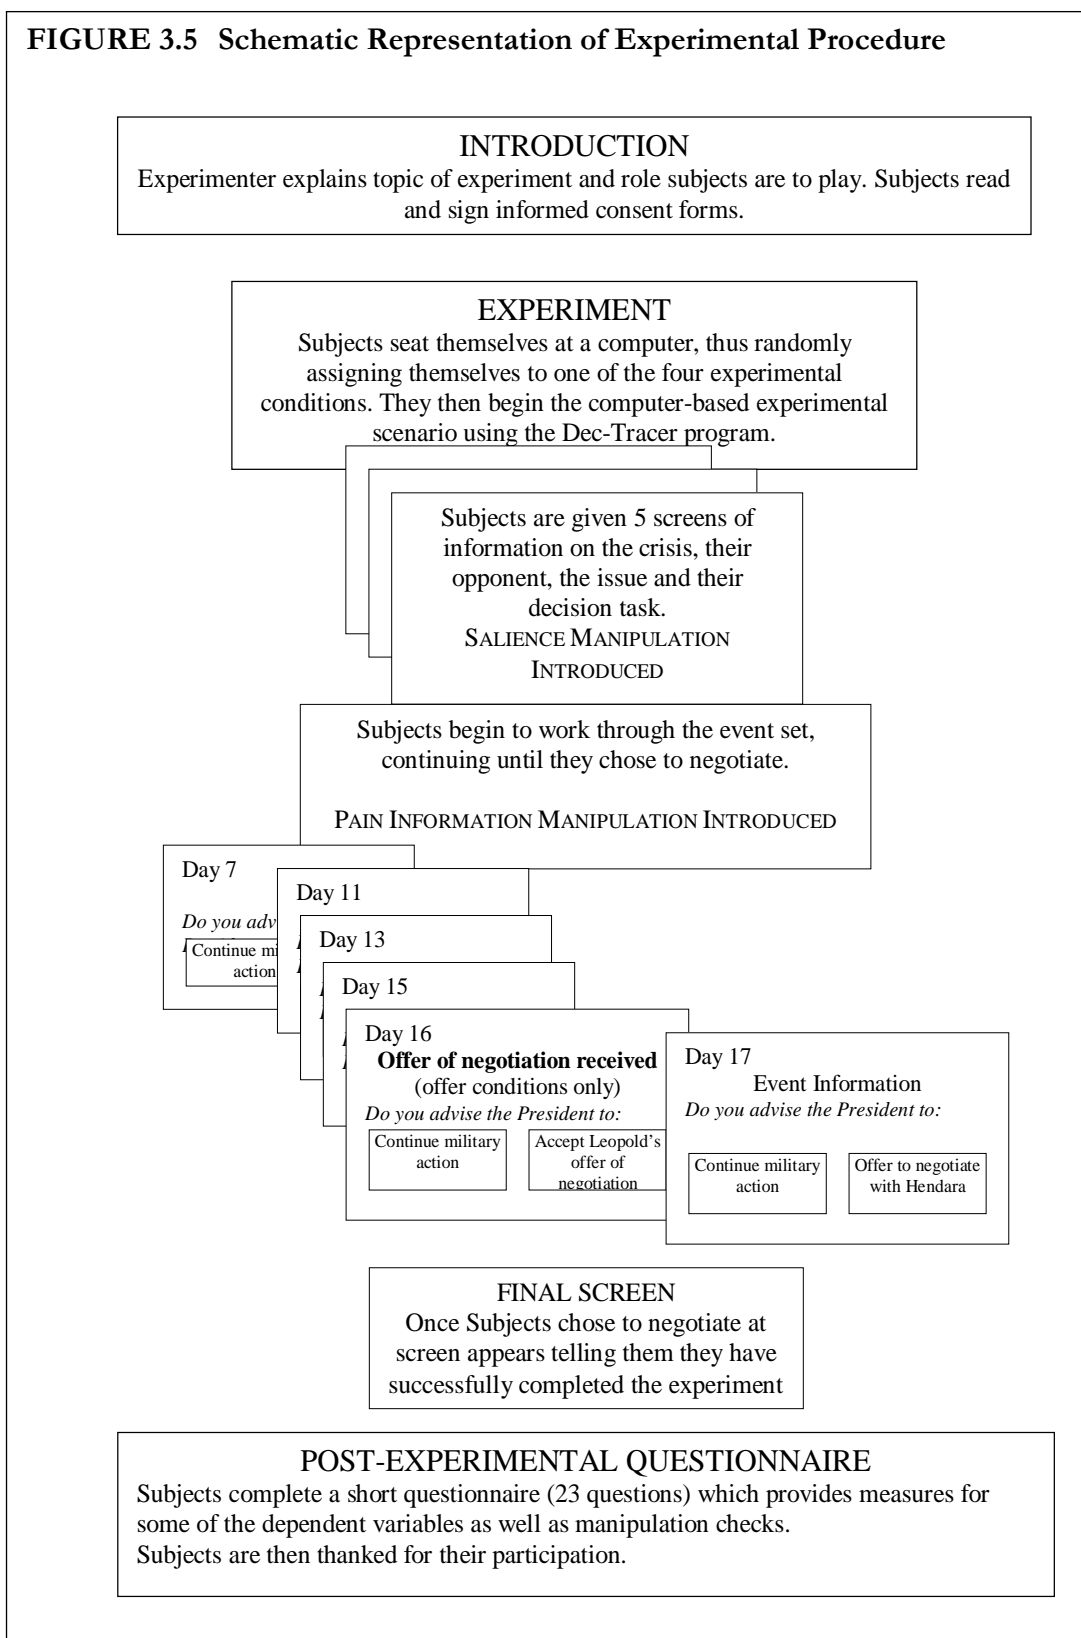 FIGURE 3.5 Schematic Representation of Experimental Procedure
INTRODUCTION
Experimenter explains topic of experiment and role subjects are to play. Subjects read
and sign informed consent forms.
EXPERIMENT
Subjects seat themselves at a computer, thus randomly
assigning themselves to one of the four experimental
conditions. They then begin the computer-based experimental
scenario using the Dec-Tracer program.
Subjects are given 5 screens of
information on the crisis, their
opponent, the issue and their
decision task.
SALIENCE MANIPULATION
INTRODUCED
Subjects begin to work through the event set,
continuing until they chose to negotiate.
PAIN INFORMATION MANIPULATION INTRODUCED
Day 7
Do you adv
Continue mi
action
Day 11
Day 13
Day 15
Day 16
Offer of negotiation received
(offer conditions only)
Do you advise the President to:
Continue military
action
Accept Leopold's
offer of
negotiation
Day 17
Event Information
Do you advise the President to:
Continue military
action
Offer to negotiate
with Hendara
FINAL SCREEN
Once Subjects chose to negotiate at
screen appears telling them they have
successfully completed the experiment
POST-EXPERIMENTAL QUESTIONNAIRE
Subjects complete a short questionnaire (23 questions) which provides measures for
some of the dependent variables as well as manipulation checks.
Subjects are then thanked for their participation.